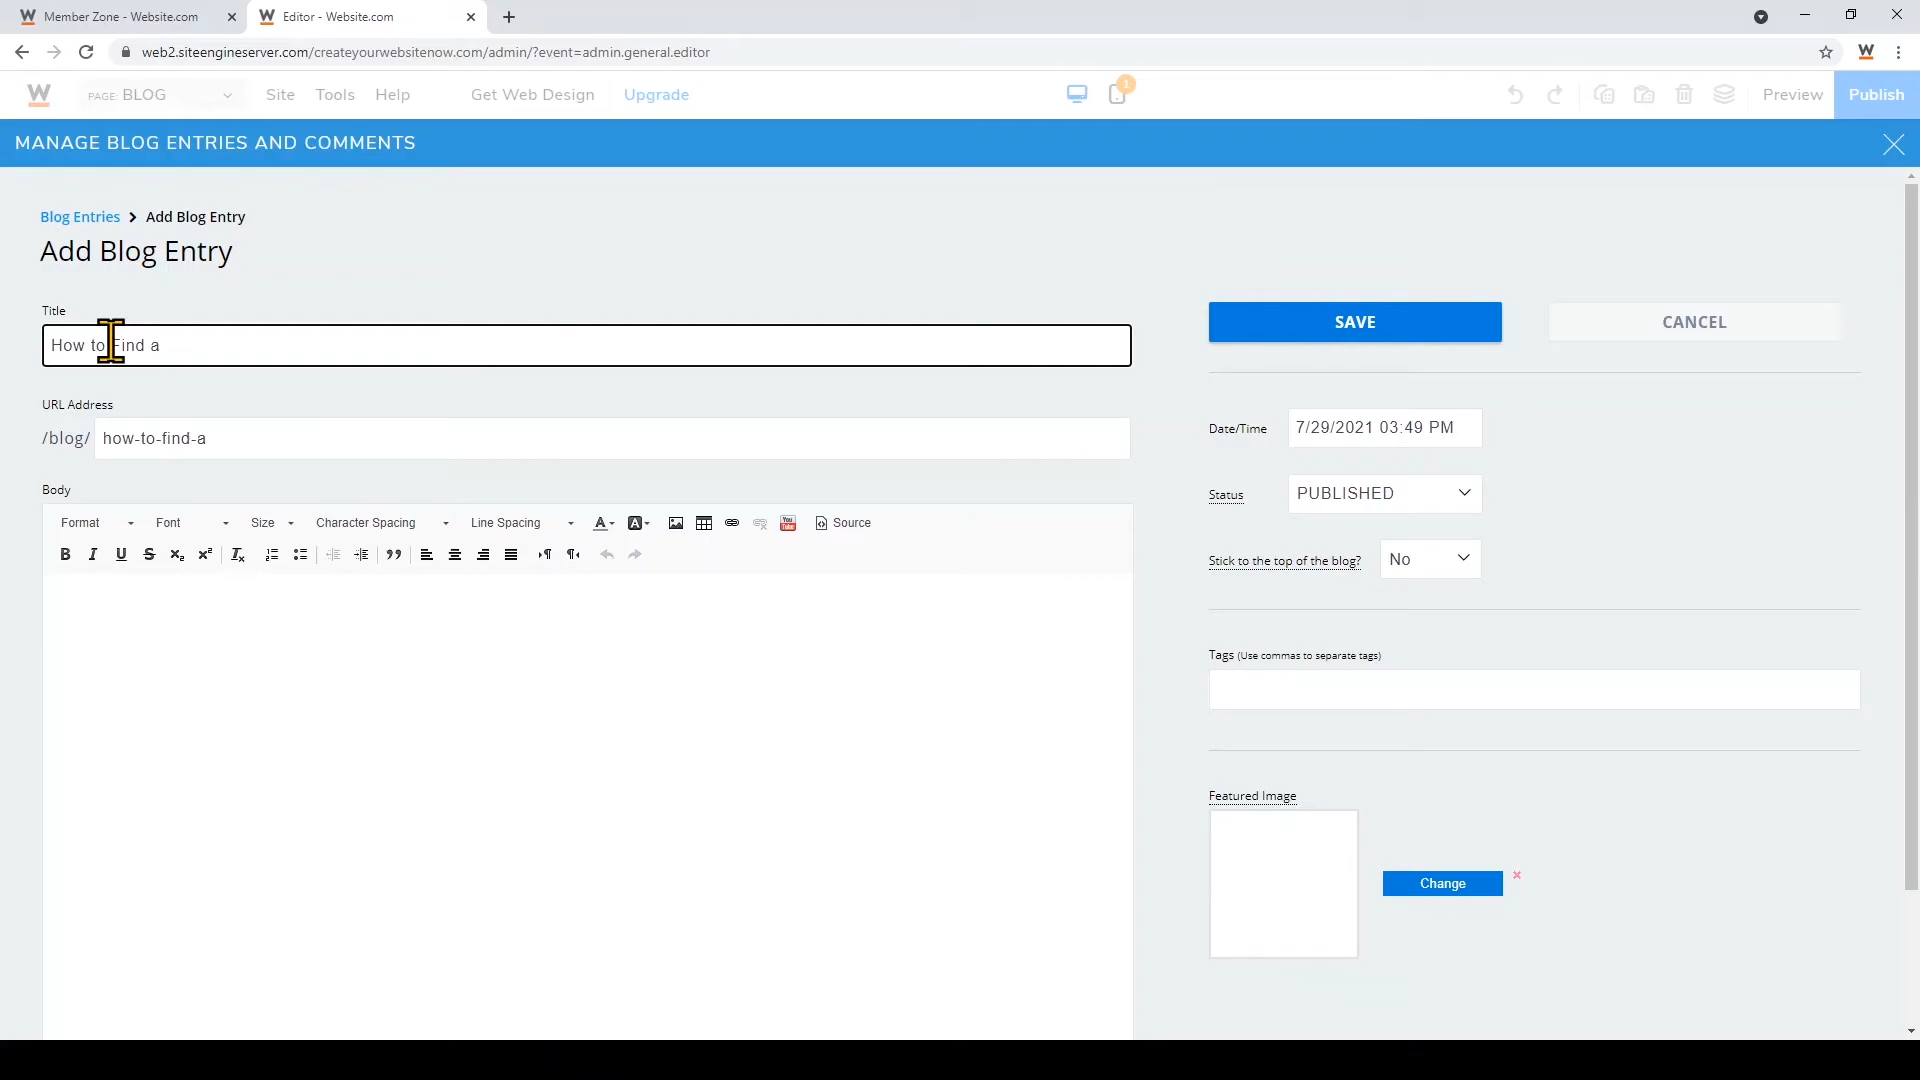 Member Zone - Website.com
Editor - Website.com
web2.siteengineserver.com/createyourwebsitenow.com/admin/?event=admin.general.editor
PAGE: BLOG
Site
Tools
Help
Get Web Design
Upgrade
1
Preview
Publish
MANAGE BLOG ENTRIES AND COMMENTS
Blog Entries > Add Blog Entry
Add Blog Entry
Title
How to Find a
URL Address
/blog/ how-to-find-a
Body
Format
Font
Size
Character Spacing
Line Spacing
Source
SAVE
CANCEL
Date/Time 7/29/2021 03:49 PM
Status PUBLISHED
Stick to the top of the blog? No
Tags (Use commas to separate tags)
Featured Image
Change